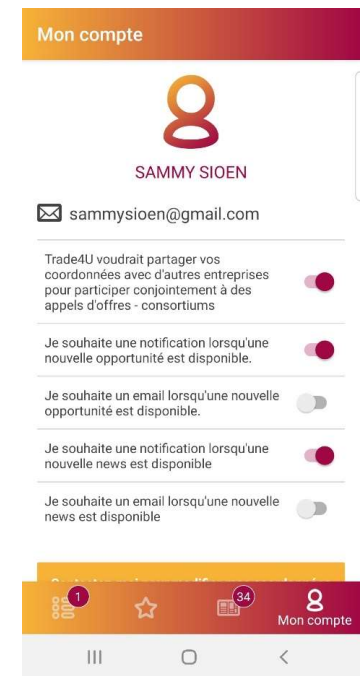 Mon compte
SAMMY SIOEN
sammysioen@gmail.com
Trade4U voudrait partager vos
coordonnées avec d'autres entreprises
pour participer conjointement à des
appels d'offres - consortiums
Je souhaite une notification lorsqu'une
nouvelle opportunité est disponible.
Je souhaite un email lorsqu'une nouvelle
opportunité est disponible.
Je souhaite une notification lorsqu'une
nouvelle news est disponible
Je souhaite un email lorsqu'une nouvelle
news est disponible
1
34
Mon compte